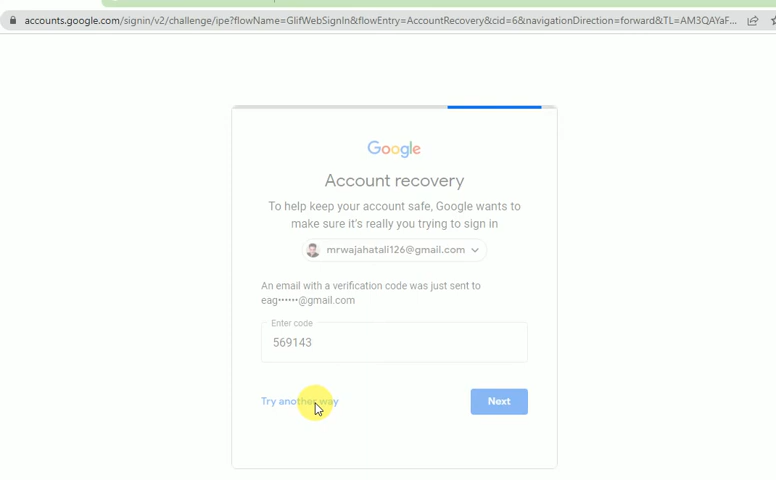 accounts.google.com/signin/v2/challenge/ipe?flowName=GlifWebSignIn&flowEntry=AccountRecovery&cid=6&navigationDirection=forward&TL=AM3QAYaF...
Google
Account recovery
To help keep your account safe, Google wants to
make sure it's really you trying to sign in
mrwajahatali126@gmail.com
An email with a verification code was just sent to
eag••••••@gmail.com
Enter code
569143
Try another way
Next